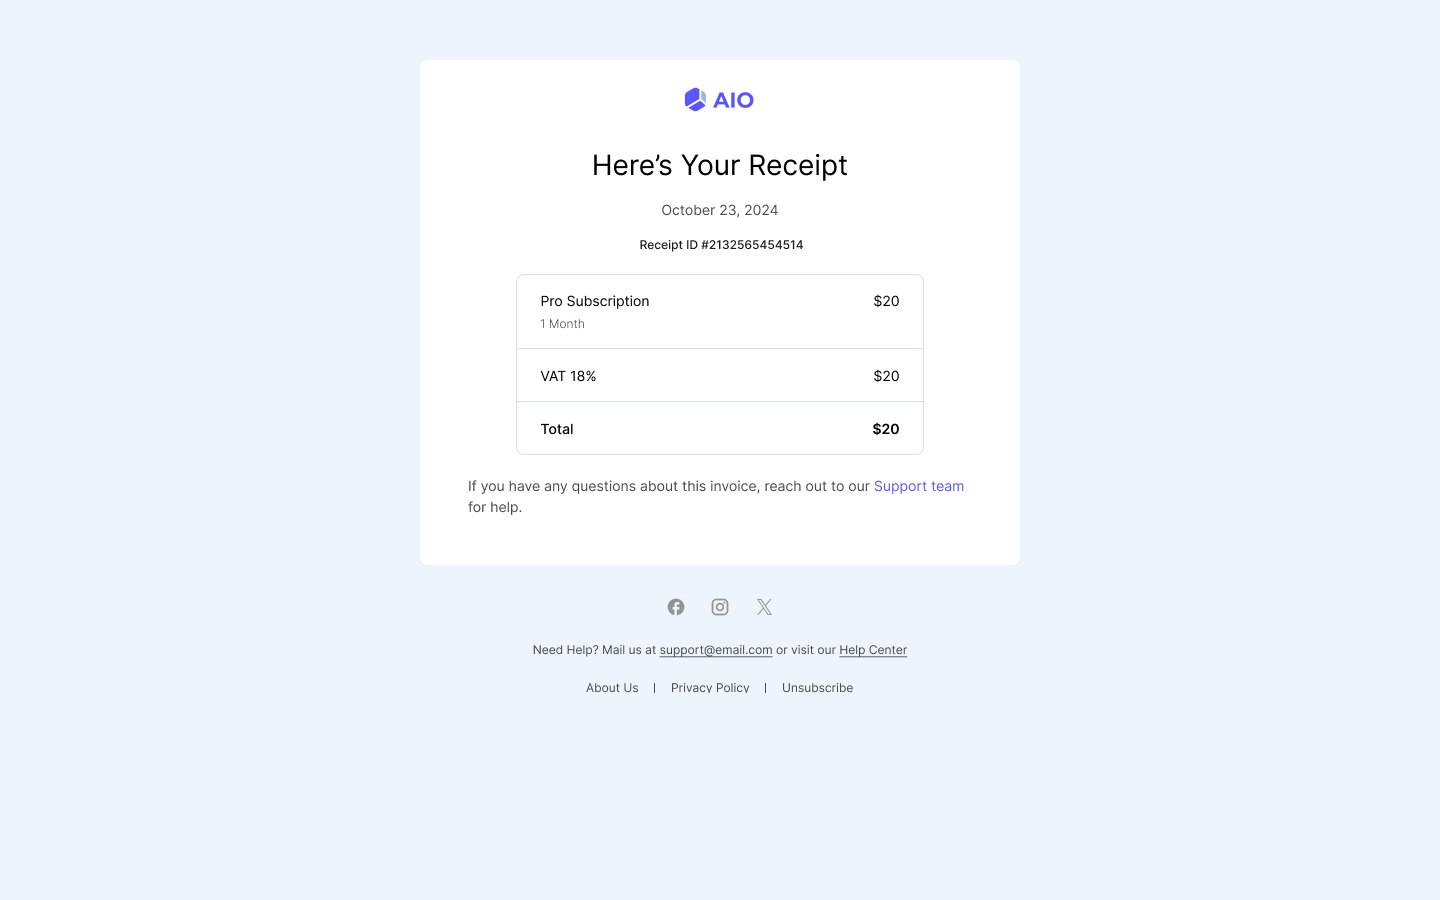 AIO
Here’s Your Receipt
October 23, 2024
Receipt ID #2132565454514
Pro Subscription $20
1 Month
VAT 18% $20
Total $20
If you have any questions about this invoice, reach out to our Support team
for help.
Need Help? Mail us at support@email.com or visit our Help Center
About Us | Privacy Policy | Unsubscribe